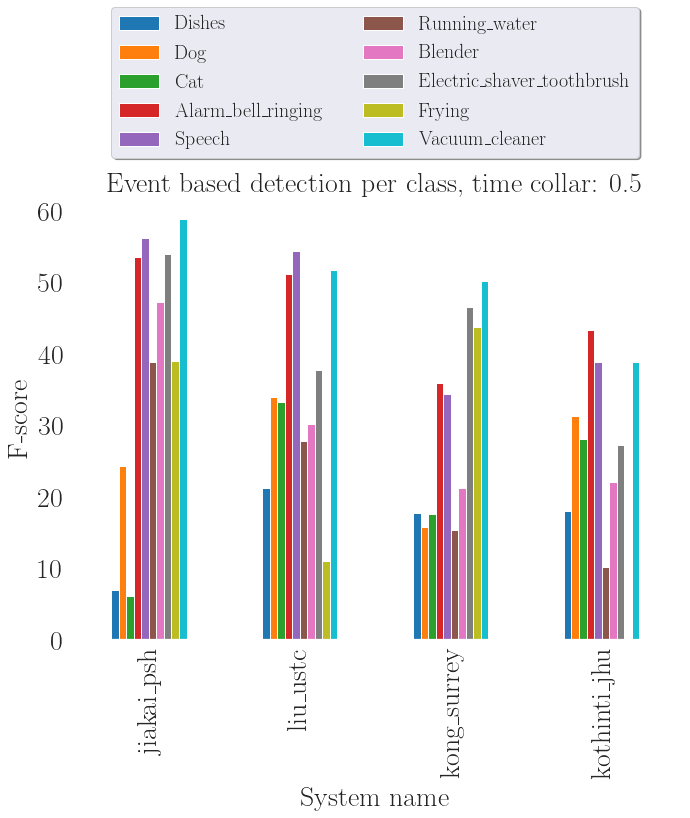 Dishes
Dog
Cat
Alarm_bell_ringing
Speech
Running_water
Blender
Electric_shaver_toothbrush
Frying
Vacuum_cleaner
Event based detection per class, time collar: 0.5
60
50
40
30
20
10
0
F-score
jiakai_psh
liu_ustc
kong_surrey
kothinti_jhu
System name